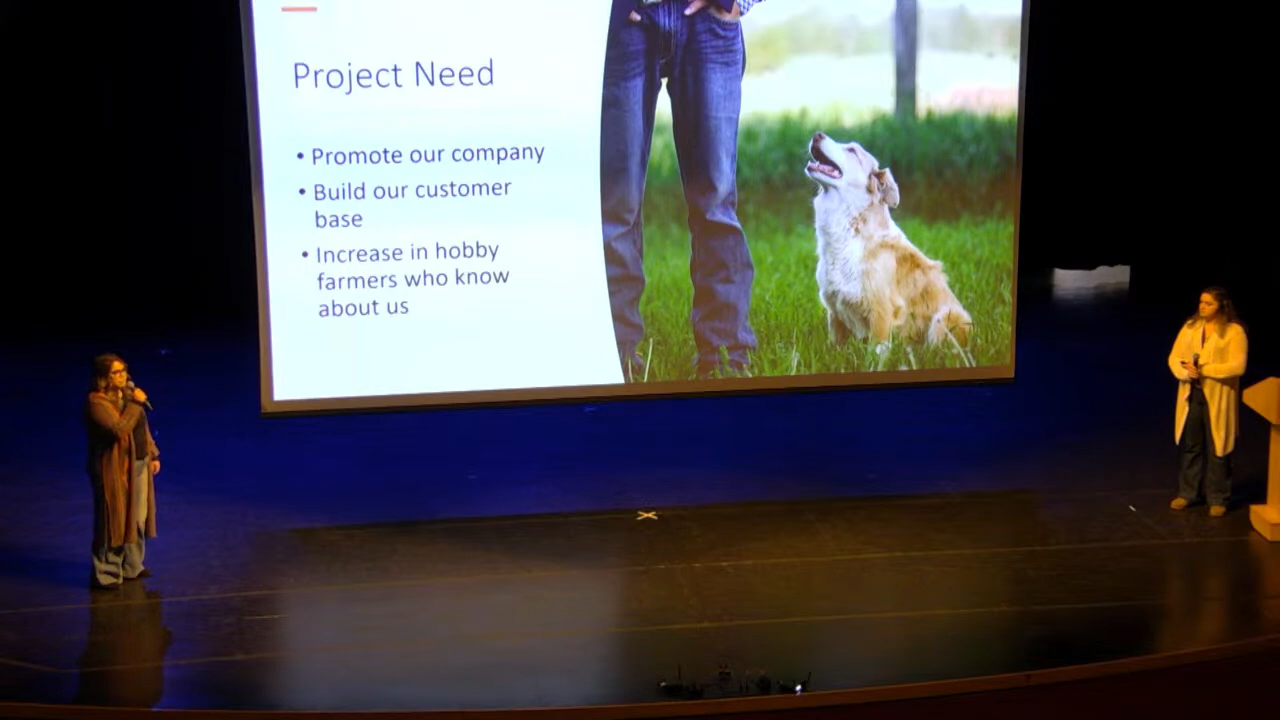 Project Need
• Promote our company
• Build our customer
base
• Increase in hobby
farmers who know
about us